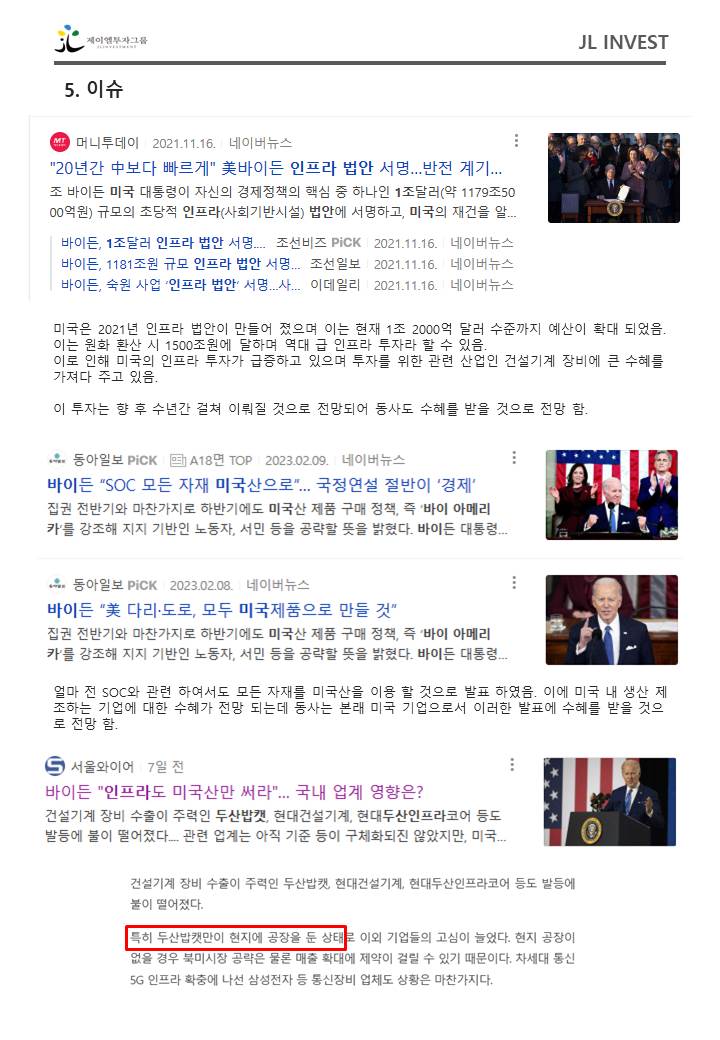 제이엘투자그룹
JL INVESTMENT
JL INVEST
5. 이슈
MT 머니투데이 2021.11.16. 네이버뉴스
"20년간 中보다 빠르게" 美바이든 인프라 법안 서명...반전 계기...
조 바이든 미국 대통령이 자신의 경제정책의 핵심 중 하나인 1조달러(약 1179조50
00억원) 규모의 초당적 인프라(사회기반시설) 법안에 서명하고, 미국의 재건을 알...
바이든, 1조달러 인프라 법안 서명.... 조선비즈 PiCK 2021.11.16. 네이버뉴스
바이든, 1181조원 규모 인프라 법안 서명... 조선일보 2021.11.16. 네이버뉴스
바이든, 숙원 사업 '인프라 법안' 서명...사... 이데일리 2021.11.16. 네이버뉴스
미국은 2021년 인프라 법안이 만들어 졌으며 이는 현재 1조 2000억 달러 수준까지 예산이 확대 되었음.
이는 원화 환산 시 1500조원에 달하며 역대 급 인프라 투자라 할 수 있음.
이로 인해 미국의 인프라 투자가 급증하고 있으며 투자를 위한 관련 산업인 건설기계 장비에 큰 수혜를
가져다 주고 있음.
이 투자는 향 후 수년간 걸쳐 이뤄질 것으로 전망되어 동사도 수혜를 받을 것으로 전망 함.
동아일보 PiCK A18면 TOP 2023.02.09. 네이버뉴스
바이든 “SOC 모든 자재 미국산으로”... 국정연설 절반이 ‘경제’
집권 전반기와 마찬가지로 하반기에도 미국산 제품 구매 정책, 즉 ‘바이 아메리
카’를 강조해 지지 기반인 노동자, 서민 등을 공략할 뜻을 밝혔다. 바이든 대통령...
동아일보 PiCK 2023.02.08. 네이버뉴스
바이든 “美 다리·도로, 모두 미국제품으로 만들 것”
집권 전반기와 마찬가지로 하반기에도 미국산 제품 구매 정책, 즉 ‘바이 아메리
카’를 강조해 지지 기반인 노동자, 서민 등을 공략할 뜻을 밝혔다. 바이든 대통령...
얼마 전 SOC와 관련 하여서도 모든 자재를 미국산을 이용 할 것으로 발표 하였음. 이에 미국 내 생산 제
조하는 기업에 대한 수혜가 전망 되는데 동사는 본래 미국 기업으로서 이러한 발표에 수혜를 받을 것으
로 전망 함.
서울와이어 7일 전
바이든 "인프라도 미국산만 써라"... 국내 업계 영향은?
건설기계 장비 수출이 주력인 두산밥캣, 현대건설기계, 현대두산인프라코어 등도
발등에 불이 떨어졌다.... 관련 업계는 아직 기준 등이 구체화되진 않았지만, 미국...
건설기계 장비 수출이 주력인 두산밥캣, 현대건설기계, 현대두산인프라코어 등도 발등에
불이 떨어졌다.
특히 두산밥캣만이 현지에 공장을 둔 상태로 이외 기업들의 고심이 늘었다. 현지 공장이
없을 경우 북미시장 공략은 물론 매출 확대에 제약이 걸릴 수 있기 때문이다. 차세대 통신
5G 인프라 확충에 나선 삼성전자 등 통신장비 업체도 상황은 마찬가지다.